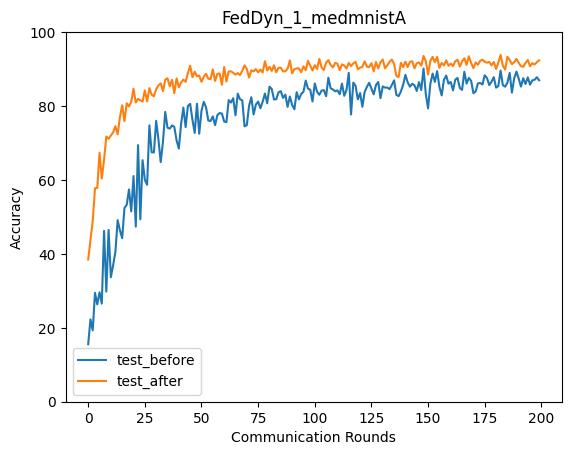 FedDyn_1_medmnistA
100
80
60
40
20
0
Accuracy
test_before
test_after
0 25 50 75 100 125 150 175 200
Communication Rounds